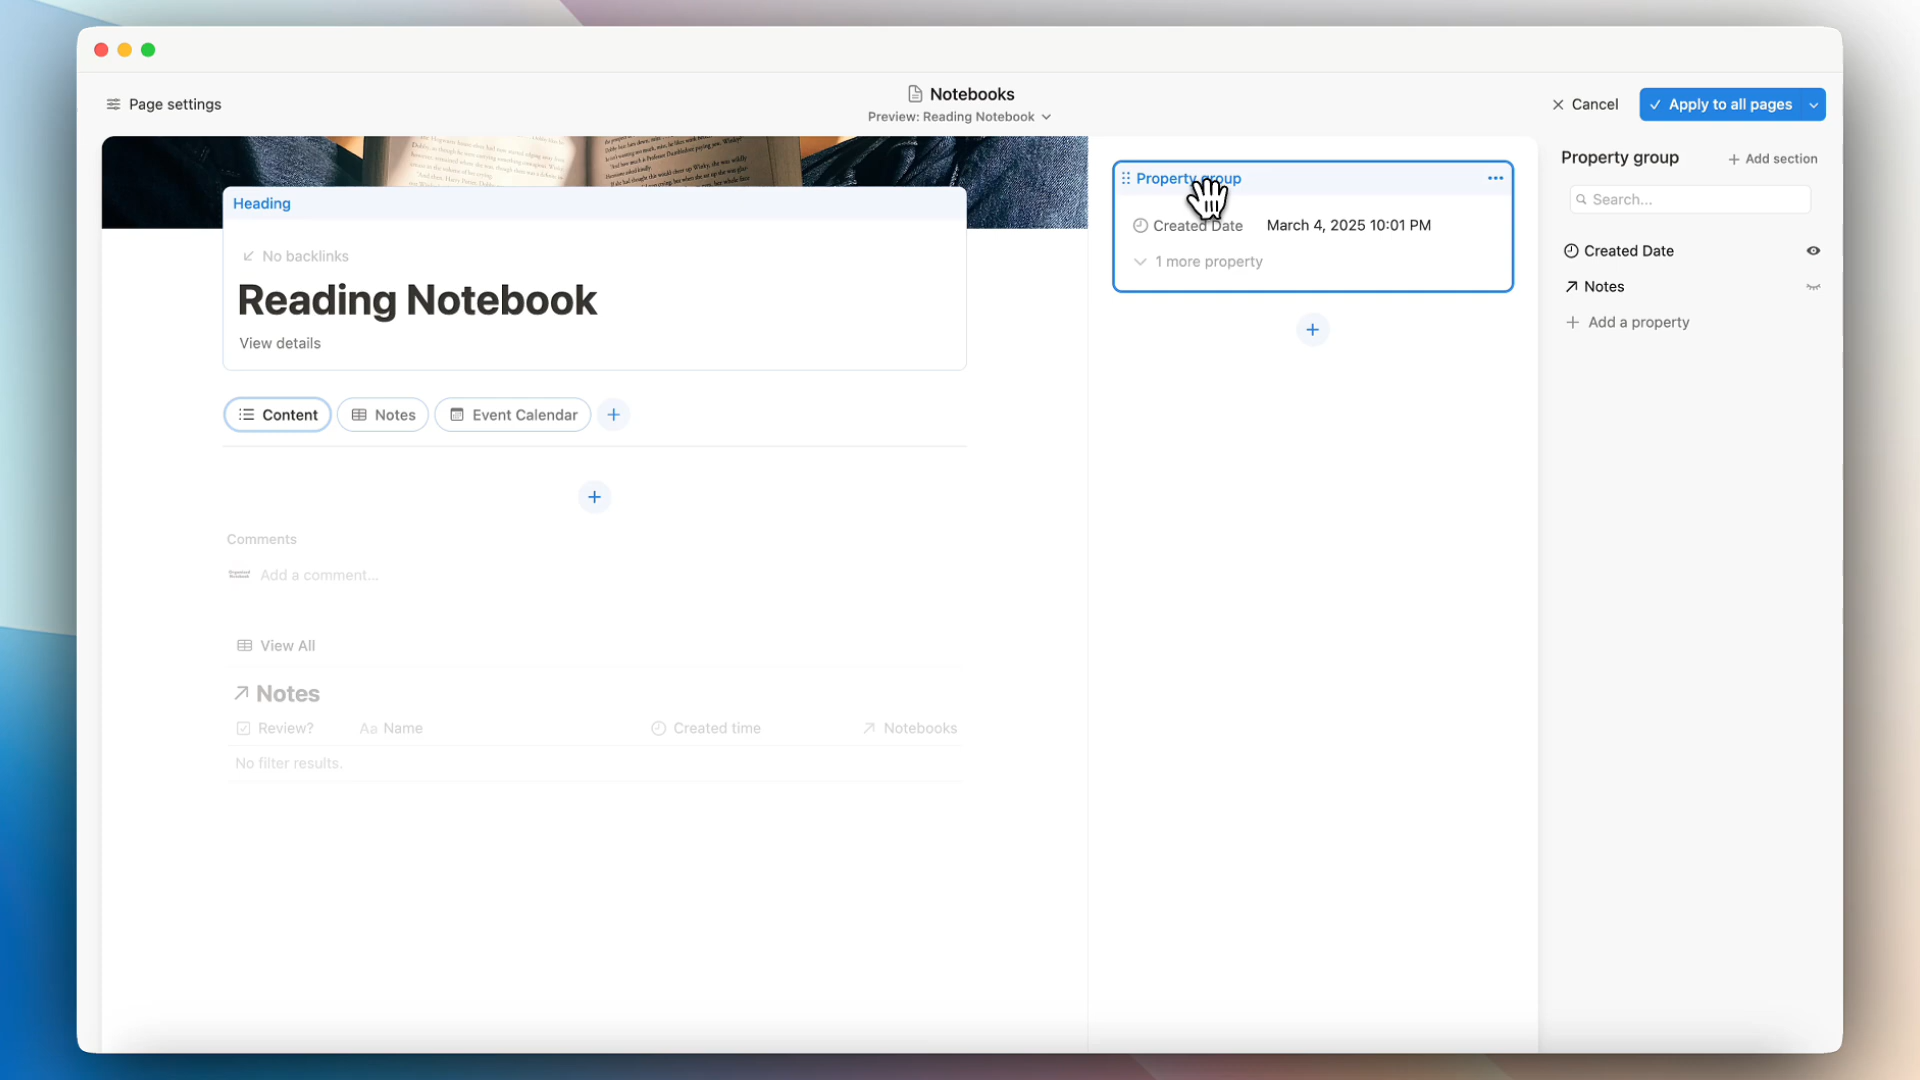 Page settings
Notebooks
Preview: Reading Notebook
Cancel
Apply to all pages
Heading
No backlinks
Reading Notebook
View details
Content
Notes
Event Calendar
Comments
Add a comment...
View All
Notes
Review?
Aa Name
Created time
Notebooks
No filter results.
Property group
Created Date March 4, 2025 10:01 PM
1 more property
Property group
Add section
Search...
Created Date
Notes
Add a property